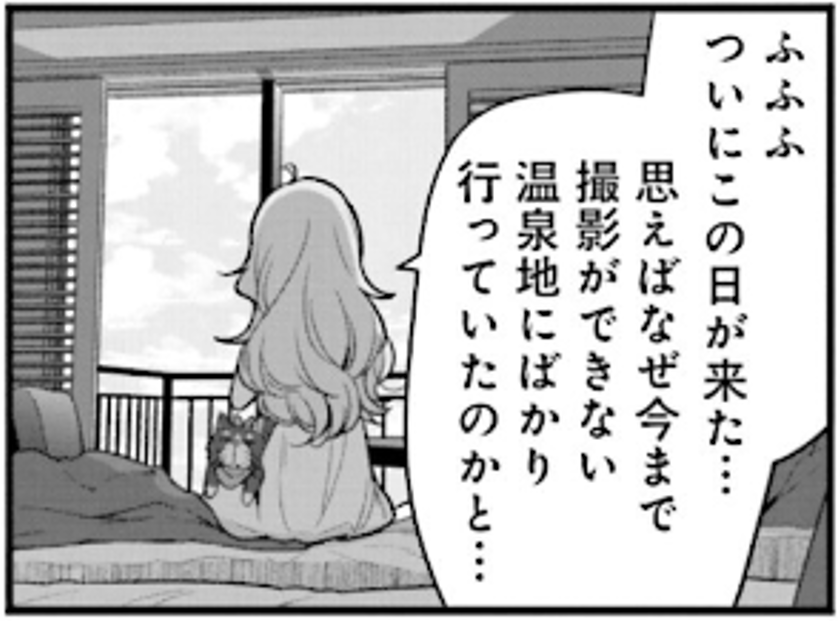 ふふふ
ついにこの日が来た…
思えばなぜ今まで
撮影ができない
温泉地にばかり
行っていたのかと…